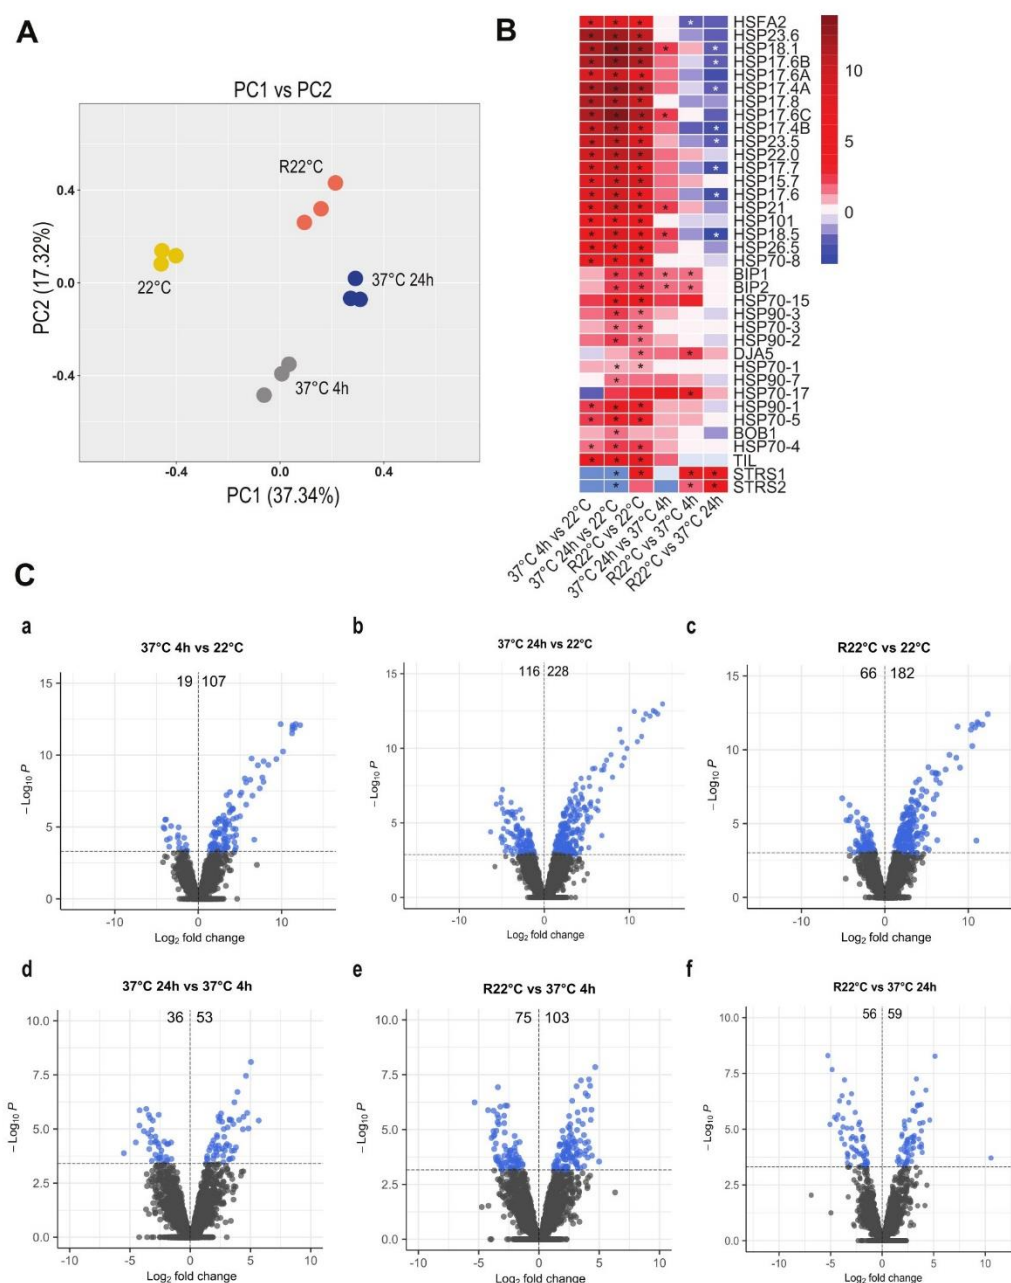 A
PC1 vs PC2
PC2 (17.32%)
0.4
0.0
-0.4
R22°C
22°C
37°C 24h
37°C 4h
-0.4
0.0
0.4
PC1 (37.34%)
B
HSFA2
HSP23.6
HSP18.1
HSP17.6B
HSP17.6A
HSP17.4A
HSP17.8
HSP17.6C
HSP17.4B
HSP23.5
HSP22.0
HSP17.7
HSP15.7
HSP17.6
HSP21
HSP101
HSP18.5
HSP26.5
HSP70-8
BIP1
BIP2
HSP70-15
HSP90-3
HSP70-3
HSP90-2
DJA5
HSP70-1
HSP90-7
HSP70-17
HSP90-1
HSP70-5
BOB1
HSP70-4
TIL
STRS1
STRS2
10
5
0
37°C 4h vs 22°C
37°C 24h vs 22°C
R22°C vs 22°C
37°C 24h vs 37°C 4h
R22°C vs 37°C 4h
R22°C vs 37°C 24h
C
a
37°C 4h vs 22°C
19 107
15
10
5
0
– Log10 P
-10
0
10
Log2 fold change
b
37°C 24h vs 22°C
116 228
15
10
5
0
– Log10 P
-10
0
10
Log2 fold change
c
R22°C vs 22°C
66 182
15
10
5
0
– Log10 P
-10
0
10
Log2 fold change
d
37°C 24h vs 37°C 4h
36 53
10.0
7.5
5.0
2.5
0.0
– Log10 P
-10
-5
0
5
10
Log2 fold change
e
R22°C vs 37°C 4h
75 103
10.0
7.5
5.0
2.5
0.0
– Log10 P
-10
-5
0
5
10
Log2 fold change
f
R22°C vs 37°C 24h
56 59
10.0
7.5
5.0
2.5
0.0
– Log10 P
-10
-5
0
5
10
Log2 fold change